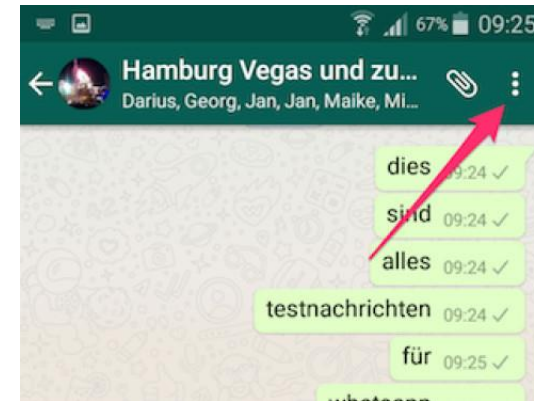 67% 09:25
Hamburg Vegas und zu...
Darius, Georg, Jan, Jan, Maike, Mi...
dies 09:24
sind 09:24
alles 09:24
testnachrichten 09:24
für 09:25
whatsapp